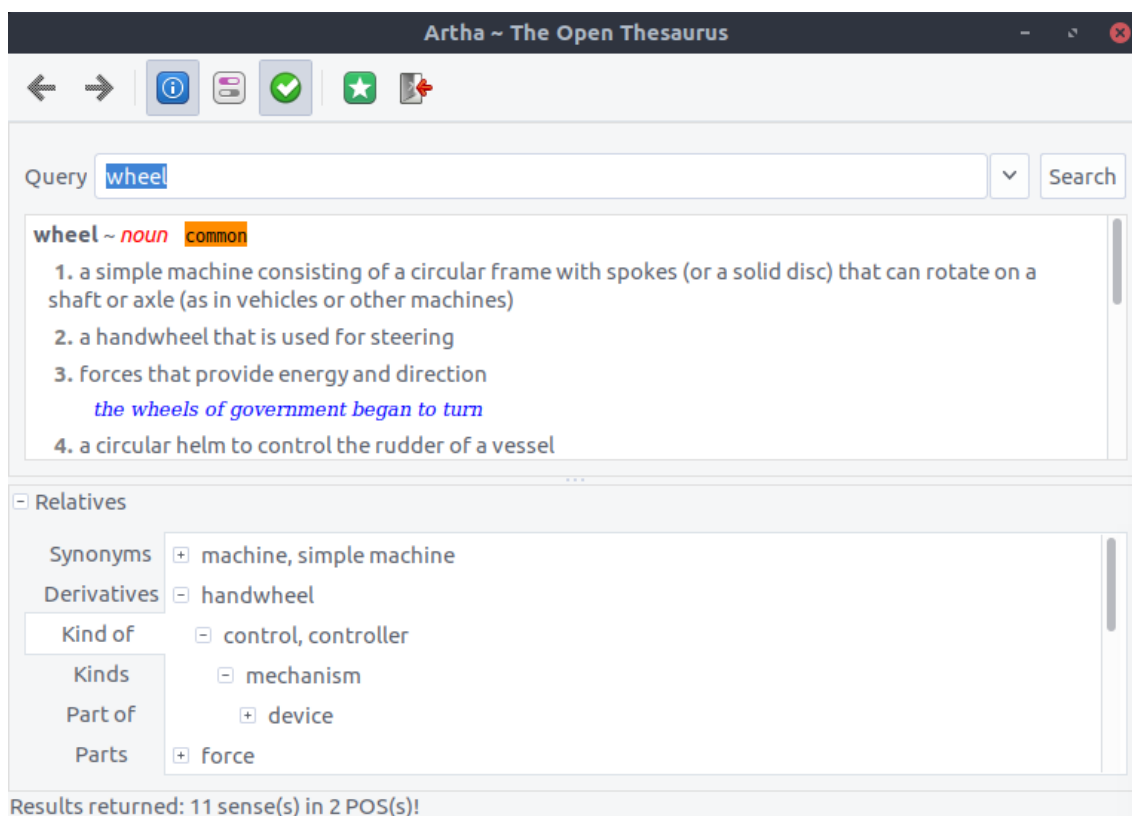 Artha ~ The Open Thesaurus
Query wheel Search
wheel ~ noun common
1. a simple machine consisting of a circular frame with spokes (or a solid disc) that can rotate on a
shaft or axle (as in vehicles or other machines)
2. a handwheel that is used for steering
3. forces that provide energy and direction
the wheels of government began to turn
4. a circular helm to control the rudder of a vessel
Relatives
Synonyms machine, simple machine
Derivatives handwheel
Kind of control, controller
Kinds mechanism
Part of device
Parts force
Results returned: 11 sense(s) in 2 POS(s)!